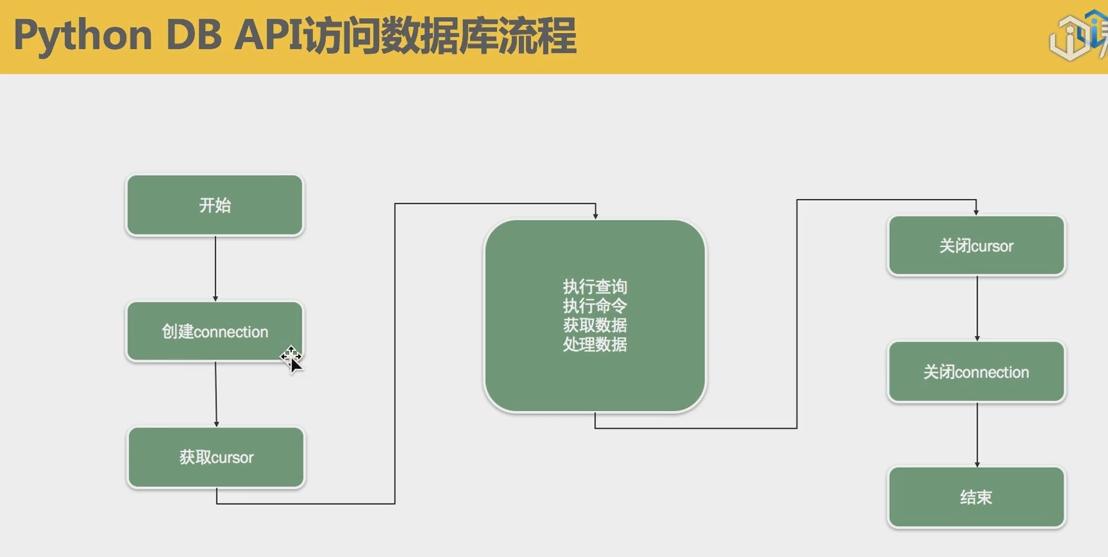 Python DB API访问数据库流程
开始
创建connection
获取cursor
执行查询
执行命令
获取数据
处理数据
关闭cursor
关闭connection
结束